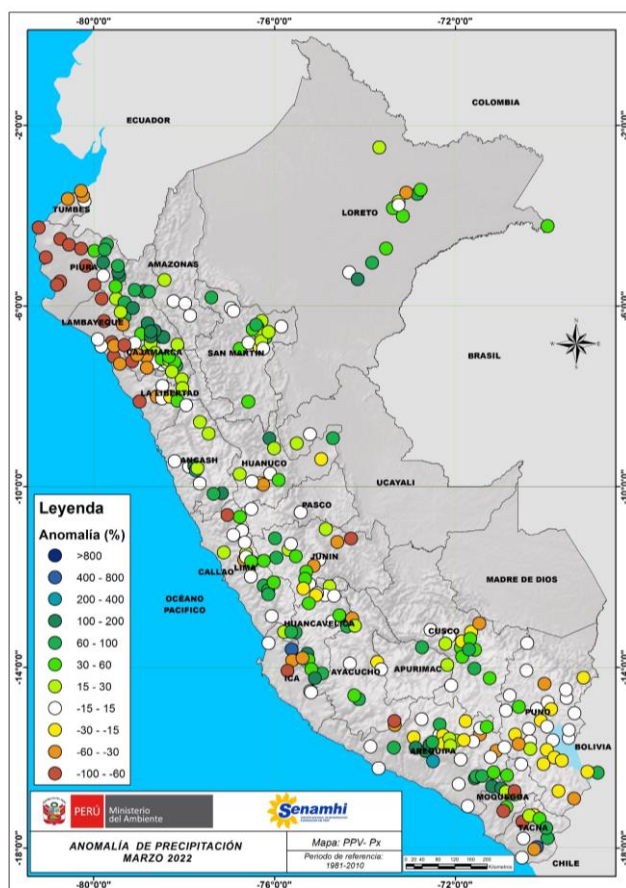 -80°0'0"
-76°0'0"
-72°0'0"
COLOMBIA
ECUADOR
-2°0'0"
TUMBES
LORETO
PIURA
AMAZONAS
-6°0'0"
-6°0'0"
LAMBAYEQUE
CAJAMARCA
SAN MARTIN
BRASIL
LA LIBERTAD
ANCASH
HUANUCO
-10°0'0"
-10°0'0"
UCAYALI
PASCO
Leyenda
Anomalía (%)
>800
400 - 800
200 - 400
100 - 200
60 - 100
30 - 60
15 - 30
-15 - 15
-30 - -15
-60 - -30
-100 - -60
LIMA
CALLAO
JUNIN
MADRE DE DIOS
OCÉANO
PACIFICO
HUANCAVELICA
CUSCO
-14°0'0"
-14°0'0"
ICA
AYACUCHO
APURIMAC
PUNO
BOLIVIA
AREQUIPA
MOQUEGUA
TACNA
-18°0'0"
-18°0'0"
CHILE
PERÚ
Ministerio
del Ambiente
Senamhi
ANOMALÍA DE PRECIPITACIÓN
MARZO 2022
Mapa: PPV- Px
Periodo de referencia:
1981-2010
-80°0'0"
-76°0'0"
-72°0'0"